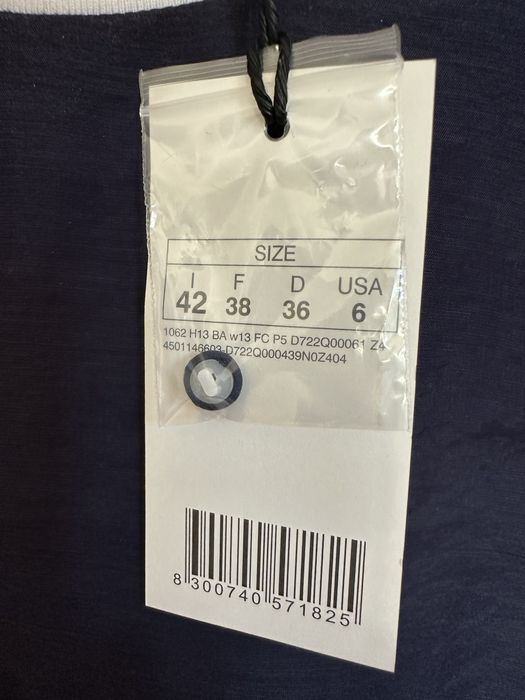 SIZE
I F D USA
42 38 36 6
1062 H13 BA w13 FC P5 D722Q00061 Z4
4501146603-D722Q000439N0Z404
8 300740 571825